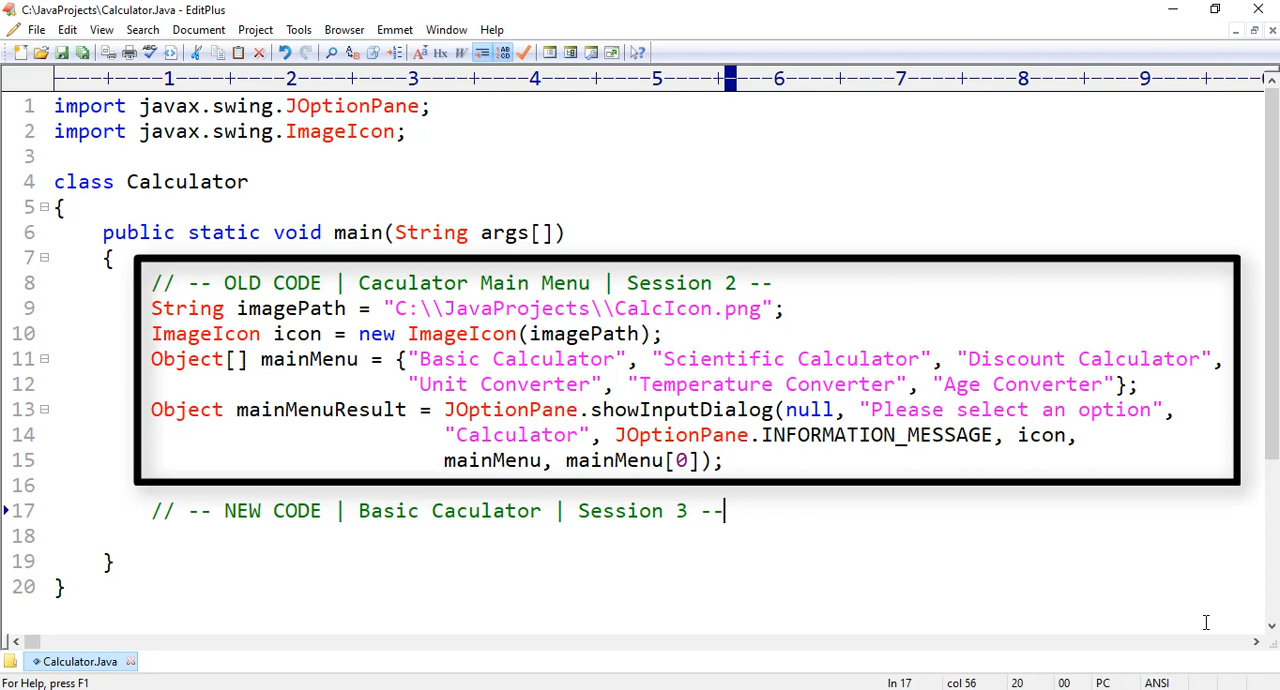 C:\JavaProjects\Calculator.Java - EditPlus
File Edit View Search Document Project Tools Browser Emmet Window Help
----+----1----+----2----+----3----+----4----+----5----+----6----+----7----+----8----+----9----+----
1 import javax.swing.JOptionPane;
2 import javax.swing.ImageIcon;
3
4 class Calculator
5 {
6 public static void main(String args[])
7 {
8 // -- OLD CODE | Caculator Main Menu | Session 2 --
9 String imagePath = "C:\\JavaProjects\\CalcIcon.png";
10 ImageIcon icon = new ImageIcon(imagePath);
11 Object[] mainMenu = {"Basic Calculator", "Scientific Calculator", "Discount Calculator",
12 "Unit Converter", "Temperature Converter", "Age Converter"};
13 Object mainMenuResult = JOptionPane.showInputDialog(null, "Please select an option",
14 "Calculator", JOptionPane.INFORMATION_MESSAGE, icon,
15 mainMenu, mainMenu[0]);
16
17 // -- NEW CODE | Basic Caculator | Session 3 --
18
19 }
20 }
Calculator.Java
For Help, press F1 ln 17 col 56 20 00 PC ANSI